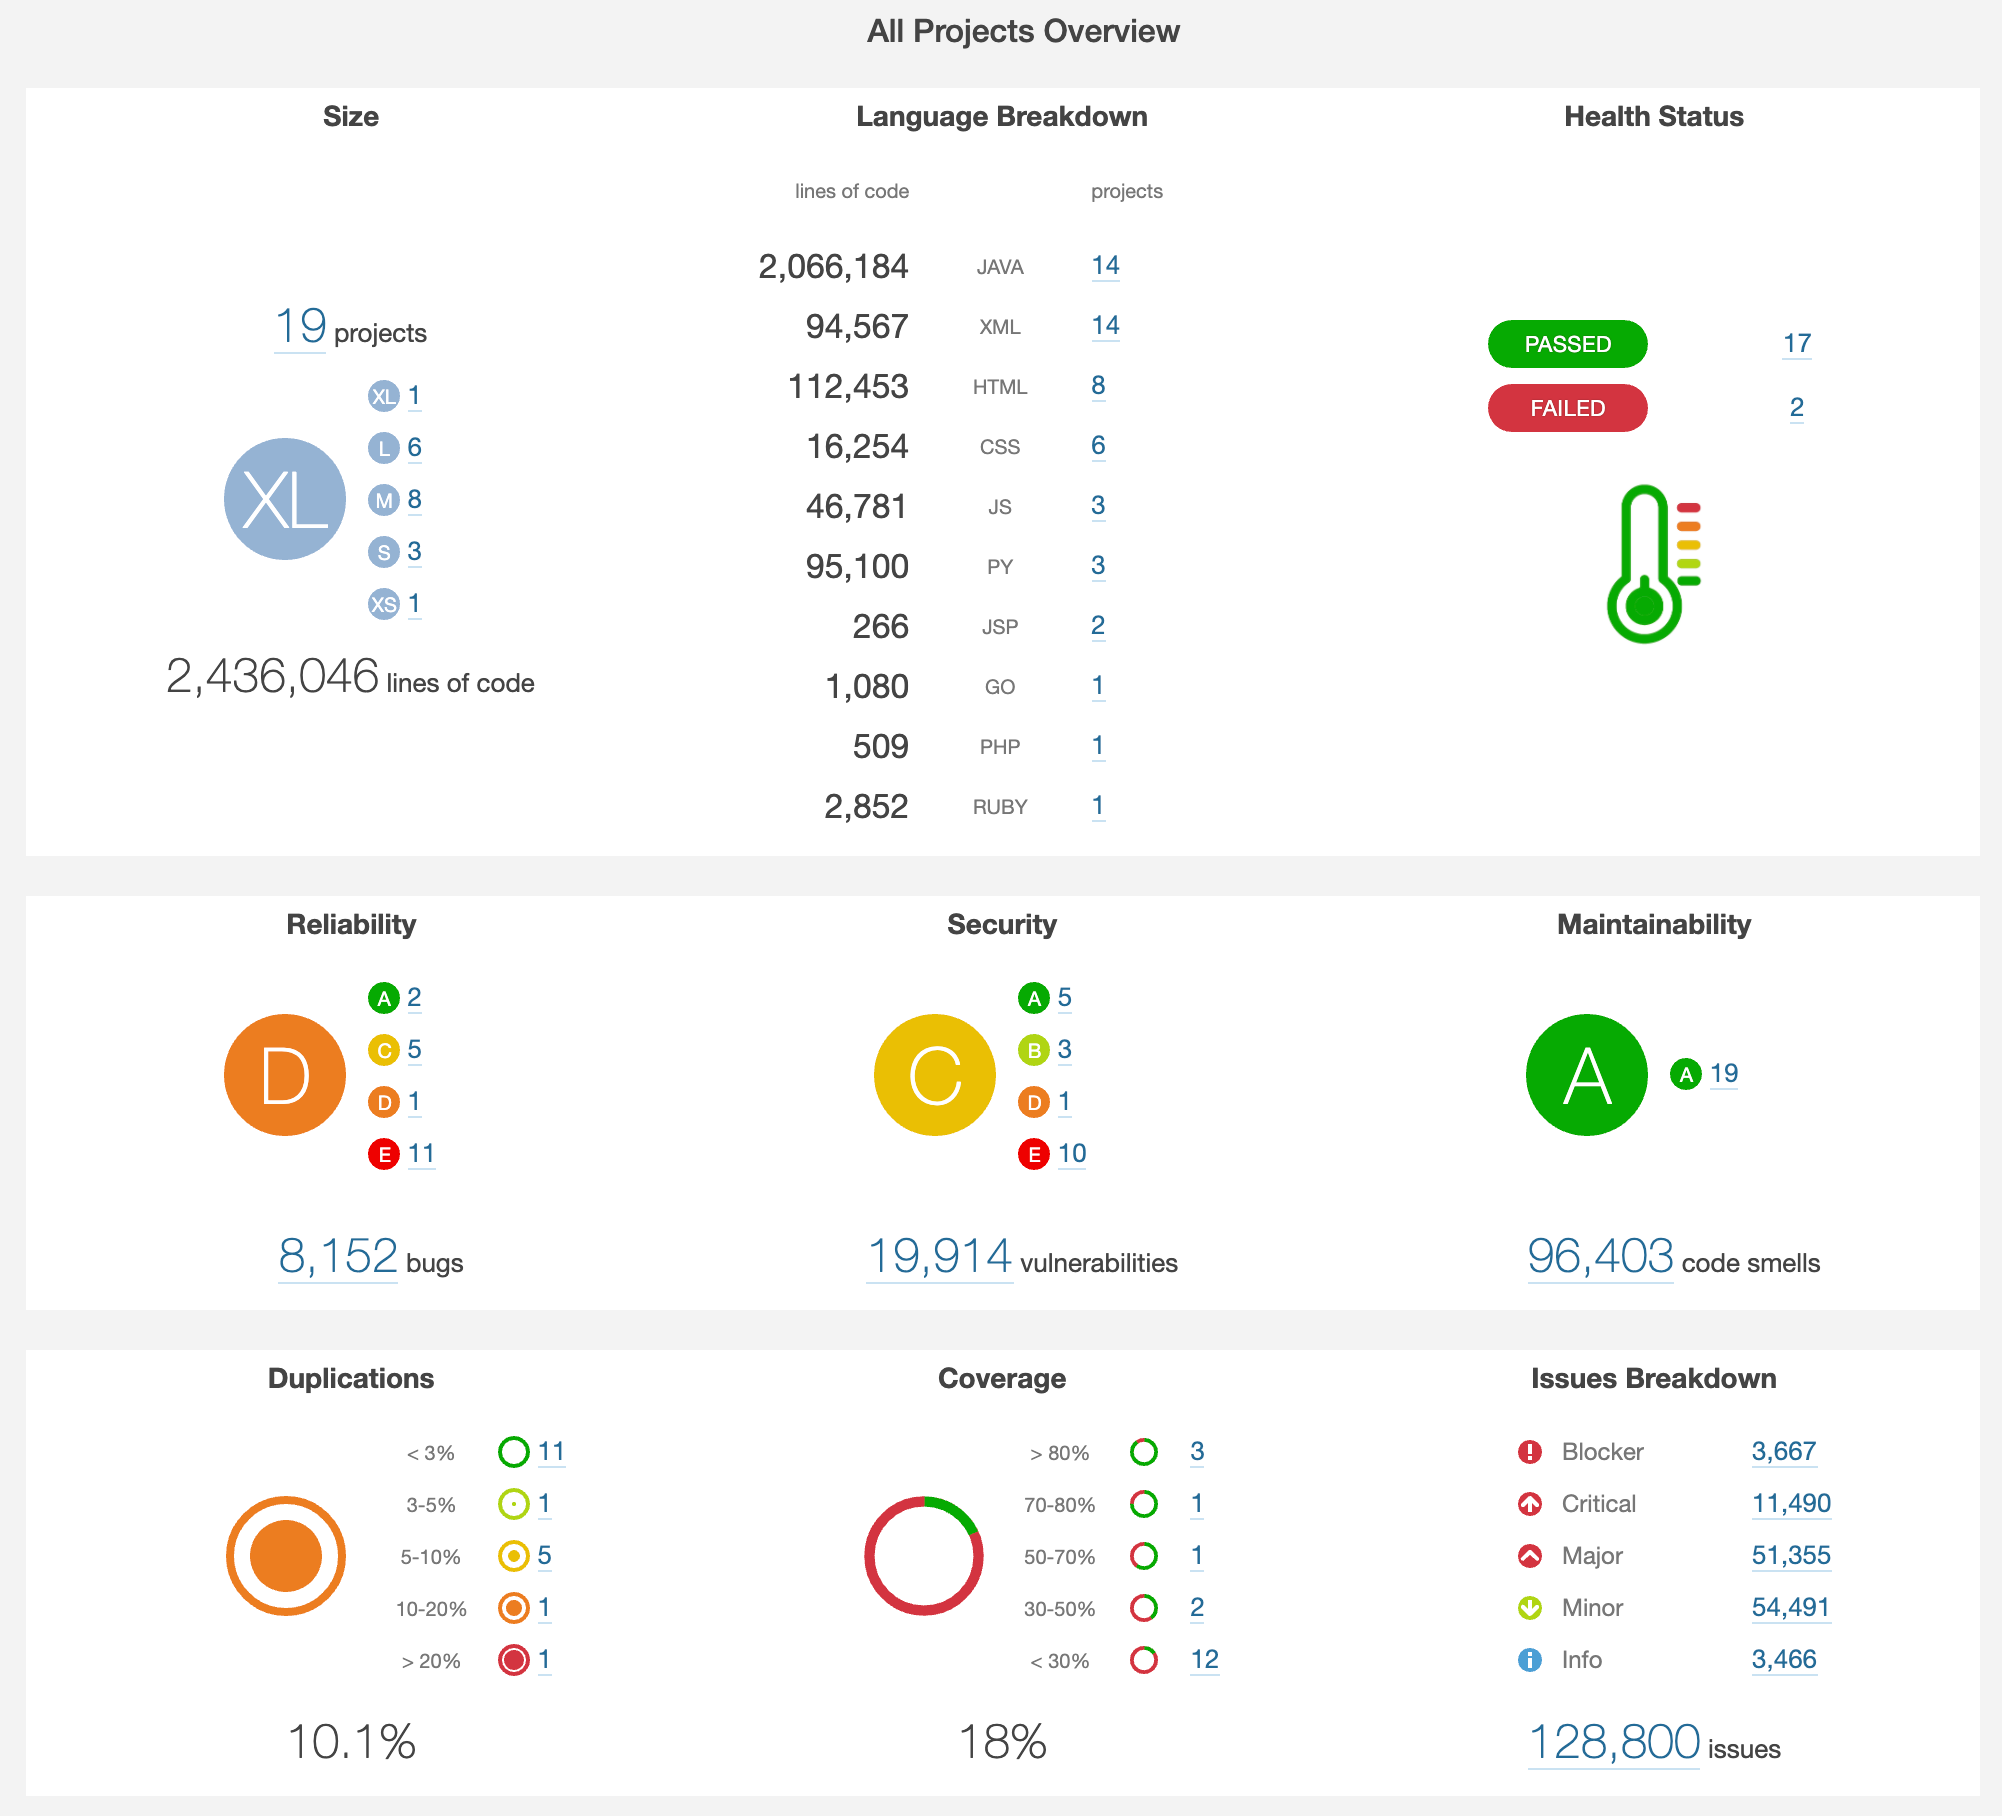 All Projects Overview
Size
19 projects
XL
XL 1
L 6
M 8
S 3
XS 1
2,436,046 lines of code
Language Breakdown
lines of code projects
2,066,184 JAVA 14
94,567 XML 14
112,453 HTML 8
16,254 CSS 6
46,781 JS 3
95,100 PY 3
266 JSP 2
1,080 GO 1
509 PHP 1
2,852 RUBY 1
Health Status
PASSED 17
FAILED 2
Reliability
D
A 2
C 5
D 1
E 11
8,152 bugs
Security
C
A 5
B 3
D 1
E 10
19,914 vulnerabilities
Maintainability
A
A 19
96,403 code smells
Duplications
< 3% 11
3-5% 1
5-10% 5
10-20% 1
> 20% 1
10.1%
Coverage
> 80% 3
70-80% 1
50-70% 1
30-50% 2
< 30% 12
18%
Issues Breakdown
Blocker 3,667
Critical 11,490
Major 51,355
Minor 54,491
Info 3,466
128,800 issues